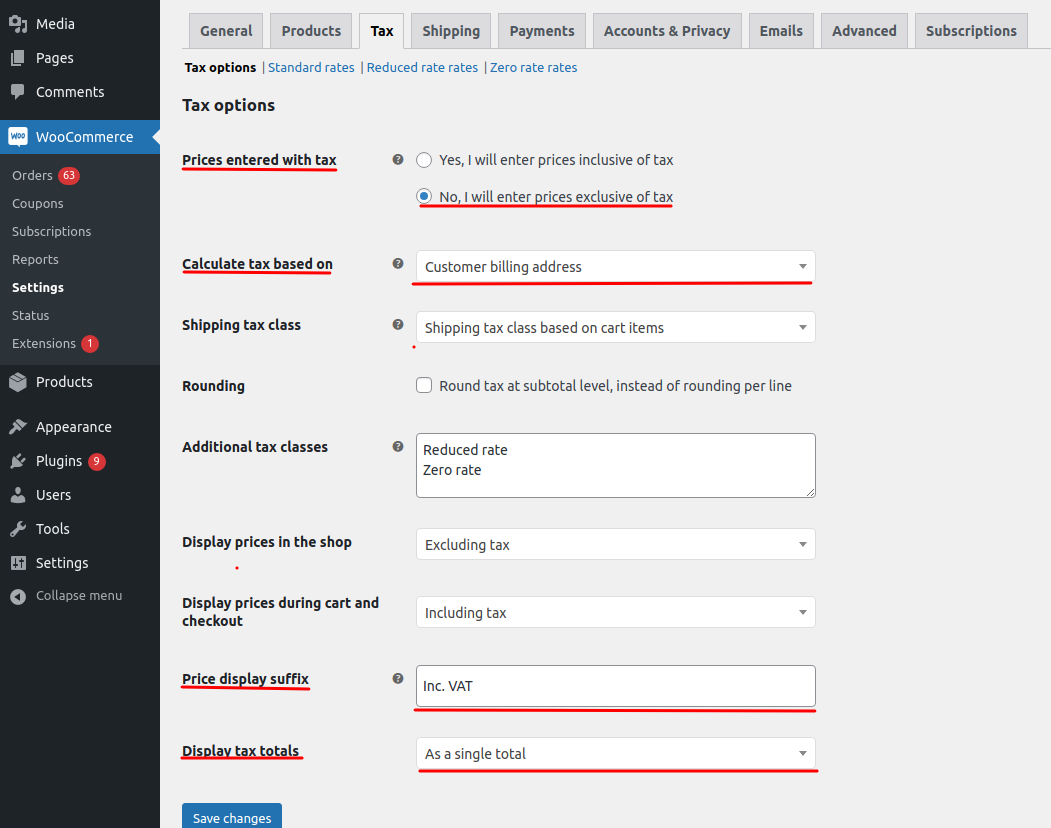 Media
Pages
Comments
woo WooCommerce
Orders 63
Coupons
Subscriptions
Reports
Settings
Status
Extensions 1
Products
Appearance
Plugins 9
Users
Tools
Settings
Collapse menu
General Products Tax Shipping Payments Accounts & Privacy Emails Advanced Subscriptions
Tax options | Standard rates | Reduced rate rates | Zero rate rates
Tax options
Prices entered with tax ? Yes, I will enter prices inclusive of tax
No, I will enter prices exclusive of tax
Calculate tax based on ? Customer billing address
Shipping tax class ? Shipping tax class based on cart items
Rounding Round tax at subtotal level, instead of rounding per line
Additional tax classes ? Reduced rate
Zero rate
Display prices in the shop Excluding tax
Display prices during cart and
checkout Including tax
Price display suffix ? Inc. VAT
Display tax totals As a single total
Save changes